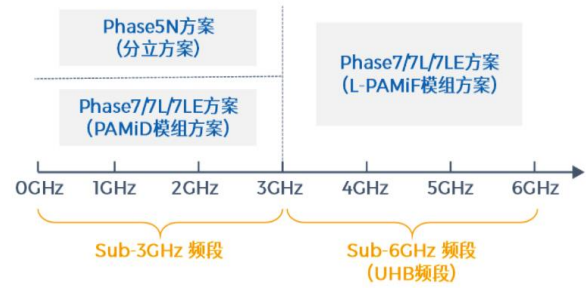 Phase5N方案
(分立方案)
Phase7/7L/7LE方案
(PAMiD模组方案)
Phase7/7L/7LE方案
(L-PAMiF模组方案)
0GHz 1GHz 2GHz 3GHz 4GHz 5GHz 6GHz
Sub-3GHz 频段
Sub-6GHz 频段
(UHB频段)